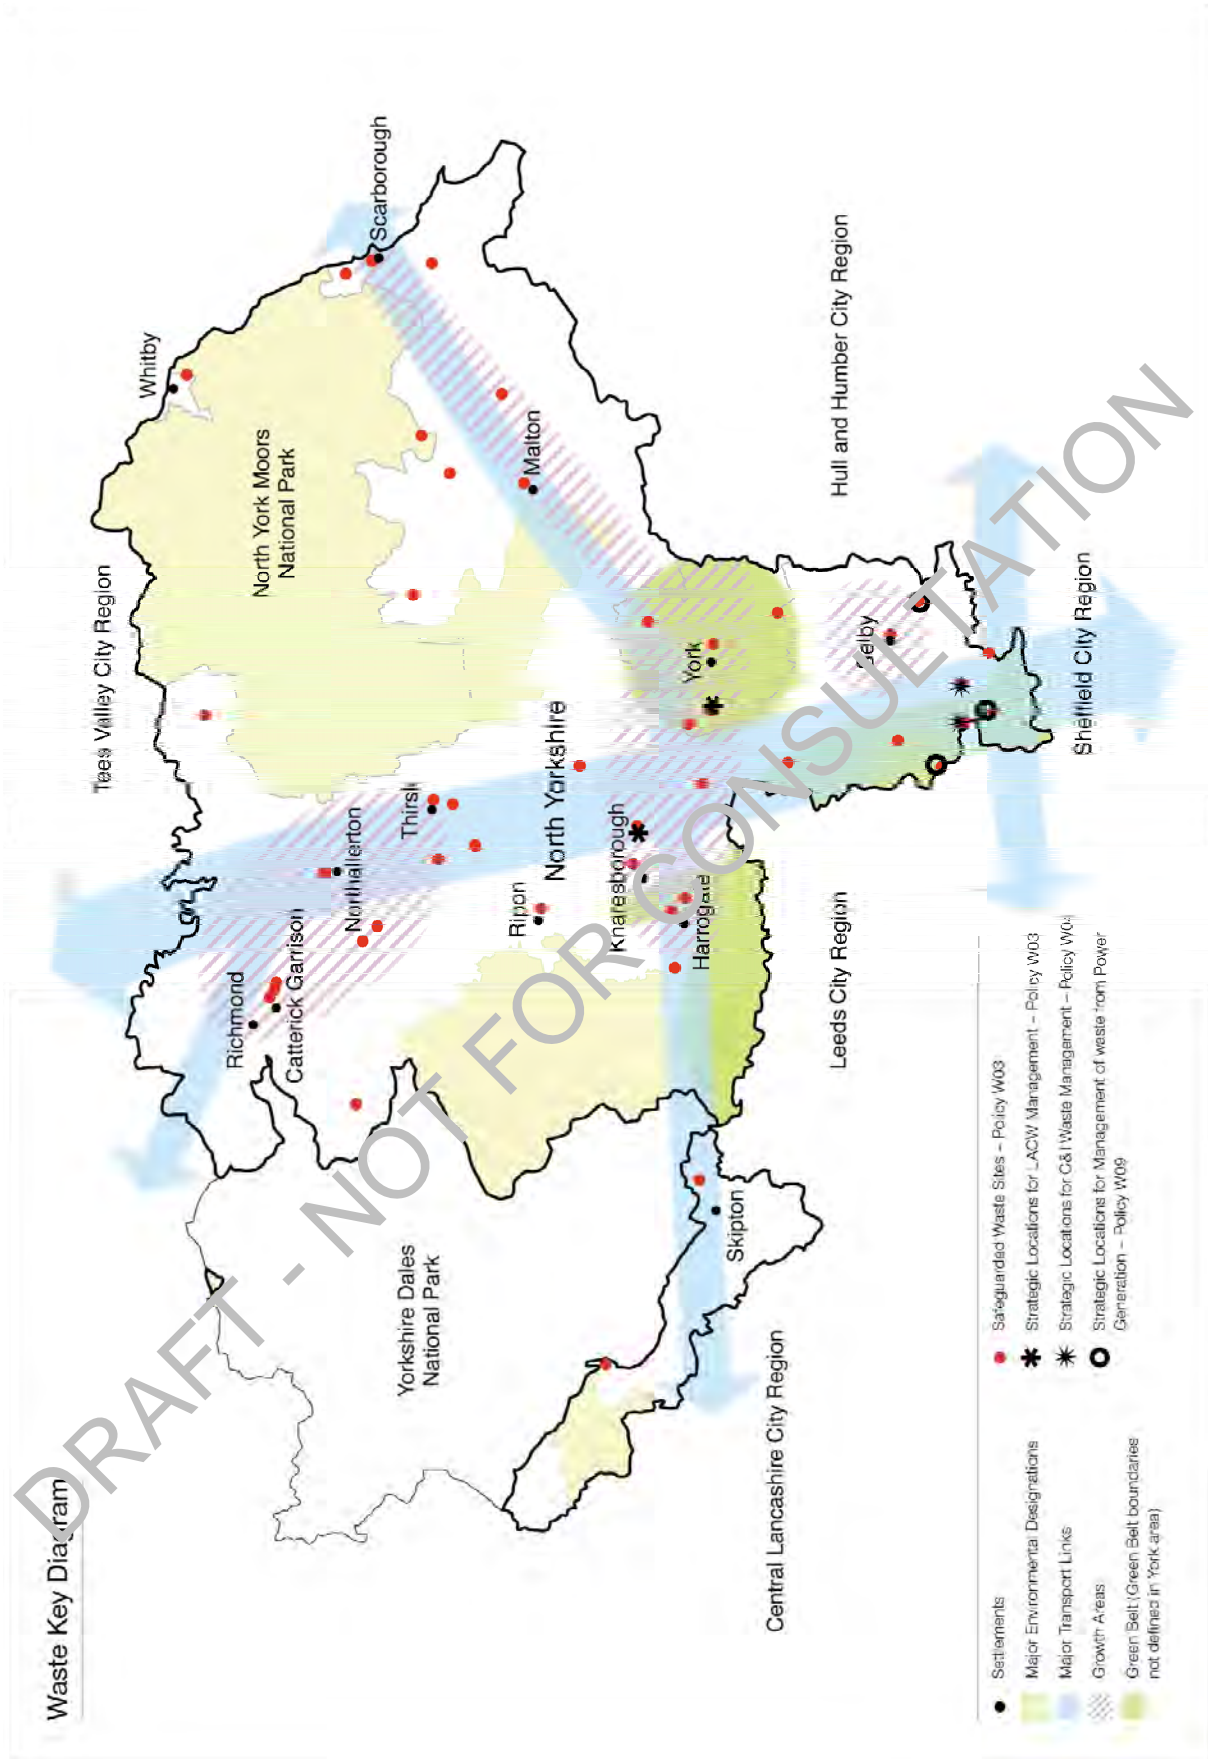 Waste Key Diagram
DRAFT - NOT FOR CONSULTATION
Tees Valley City Region
Whitby
Scarborough
North York Moors
National Park
Richmond
Catterick Garrison
Northallerton
Thirsk
Malton
Yorkshire Dales
National Park
Ripon
North Yorkshire
Knaresborough
York
Harrogate
Skipton
Selby
Hull and Humber City Region
Leeds City Region
Central Lancashire City Region
Sheffield City Region
Settlements
Major Environmental Designations
Major Transport Links
Growth Areas
Green Belt (Green Belt boundaries
not defined in York area)
Safeguarded Waste Sites – Policy W03
Strategic Locations for LACW Management – Policy W03
Strategic Locations for C&I Waste Management – Policy W04
Strategic Locations for Management of waste from Power
Generation – Policy W09